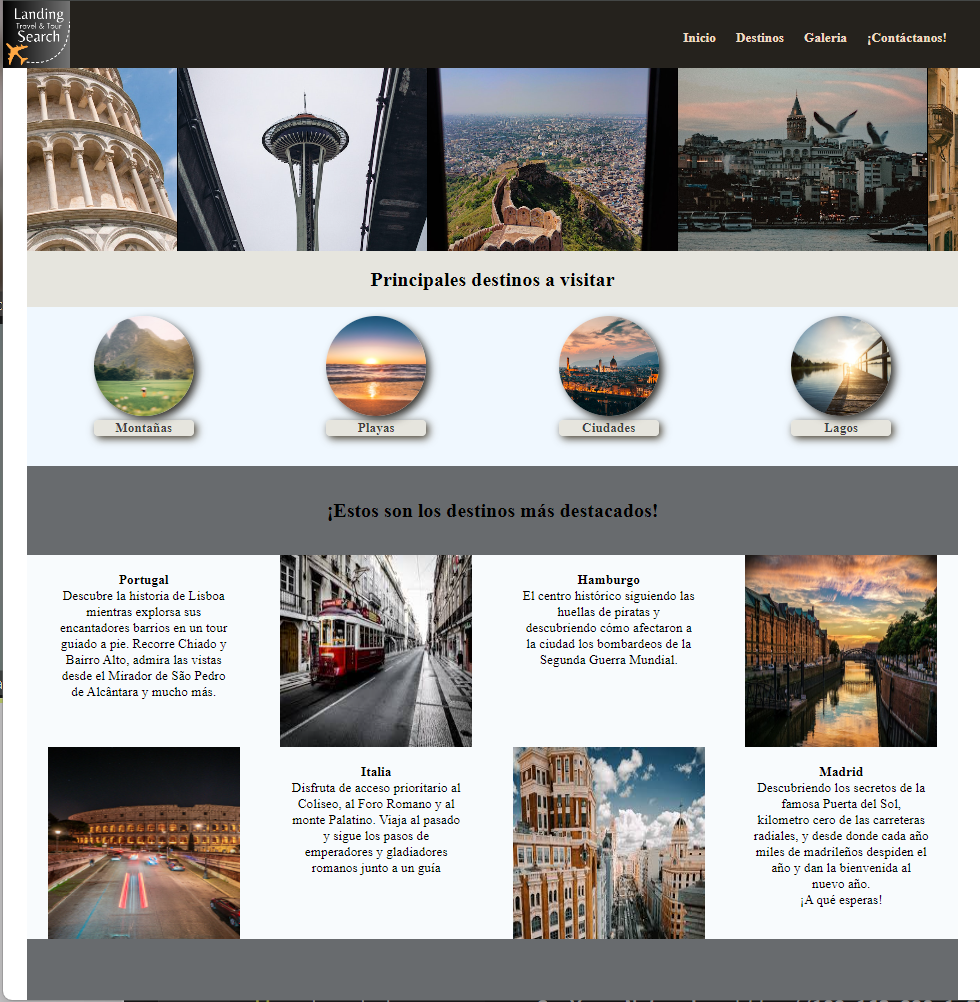 Landing
Travel & Tour
Search
Inicio
Destinos
Galeria
¡Contáctanos!
Principales destinos a visitar
Montañas
Playas
Ciudades
Lagos
¡Estos son los destinos más destacados!
Portugal
Descubre la historia de Lisboa
mientras explorsa sus
encantadores barrios en un tour
guiado a pie. Recorre Chiado y
Bairro Alto, admira las vistas
desde el Mirador de São Pedro
de Alcântara y mucho más.
Hamburgo
El centro histórico siguiendo las
huellas de piratas y
descubriendo cómo afectaron a
la ciudad los bombardeos de la
Segunda Guerra Mundial.
Italia
Disfruta de acceso prioritario al
Coliseo, al Foro Romano y al
monte Palatino. Viaja al pasado
y sigue los pasos de
emperadores y gladiadores
romanos junto a un guía
Madrid
Descubriendo los secretos de la
famosa Puerta del Sol,
kilometro cero de las carreteras
radiales, y desde donde cada año
miles de madrileños despiden el
año y dan la bienvenida al
nuevo año.
¡A qué esperas!